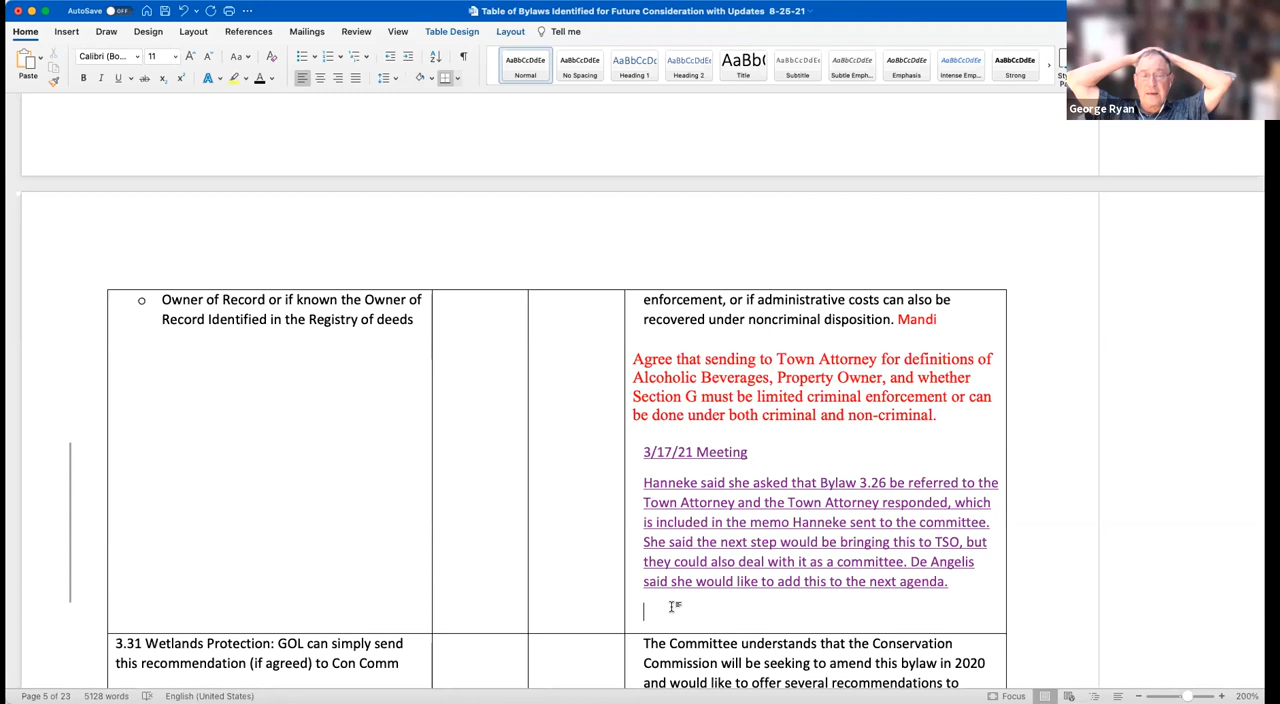 AutoSave OFF
Table of Bylaws Identified for Future Consideration with Updates 8-25-21
Home Insert Draw Design Layout References Mailings Review View Table Design Layout Tell me
Paste
Calibri (Bo... 11
AaBbCcDdEe
Normal
AaBbCcDdEe
No Spacing
AaBbCcDc
Heading 1
AaBbCcDdEe
Heading 2
AaBbCcDc
Title
AaBbCcDdEe
Subtitle
AaBbCcDdEe
Subtle Emph...
AaBbCcDdEe
Emphasis
AaBbCcDdEe
Intense Emp...
AaBbCcDdEe
Strong
George Ryan
o Owner of Record or if known the Owner of
Record Identified in the Registry of deeds
enforcement, or if administrative costs can also be
recovered under noncriminal disposition. Mandi
Agree that sending to Town Attorney for definitions of
Alcoholic Beverages, Property Owner, and whether
Section G must be limited criminal enforcement or can
be done under both criminal and non-criminal.
3/17/21 Meeting
Hanneke said she asked that Bylaw 3.26 be referred to the
Town Attorney and the Town Attorney responded, which
is included in the memo Hanneke sent to the committee.
She said the next step would be bringing this to TSO, but
they could also deal with it as a committee. De Angelis
said she would like to add this to the next agenda.
3.31 Wetlands Protection: GOL can simply send
this recommendation (if agreed) to Con Comm
The Committee understands that the Conservation
Commission will be seeking to amend this bylaw in 2020
and would like to offer several recommendations to
Page 5 of 23 5128 words English (United States) Focus 200%